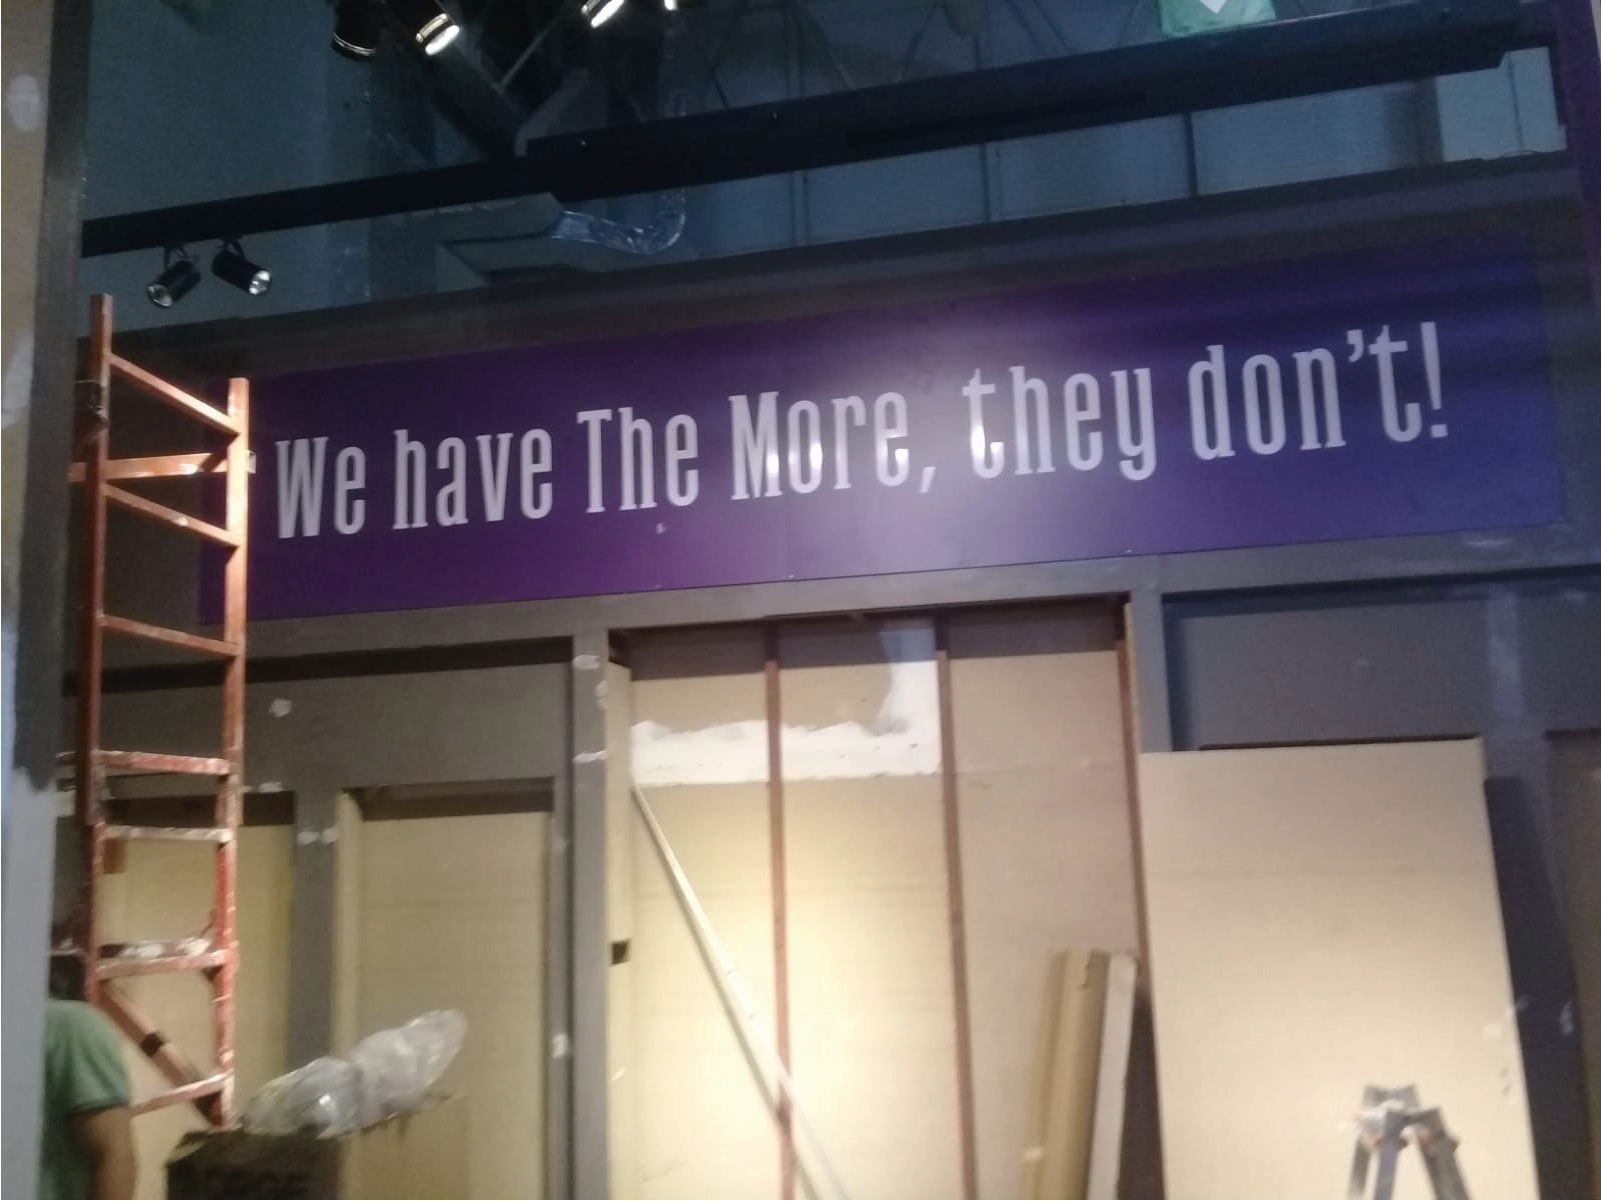 We have The More, they don't!